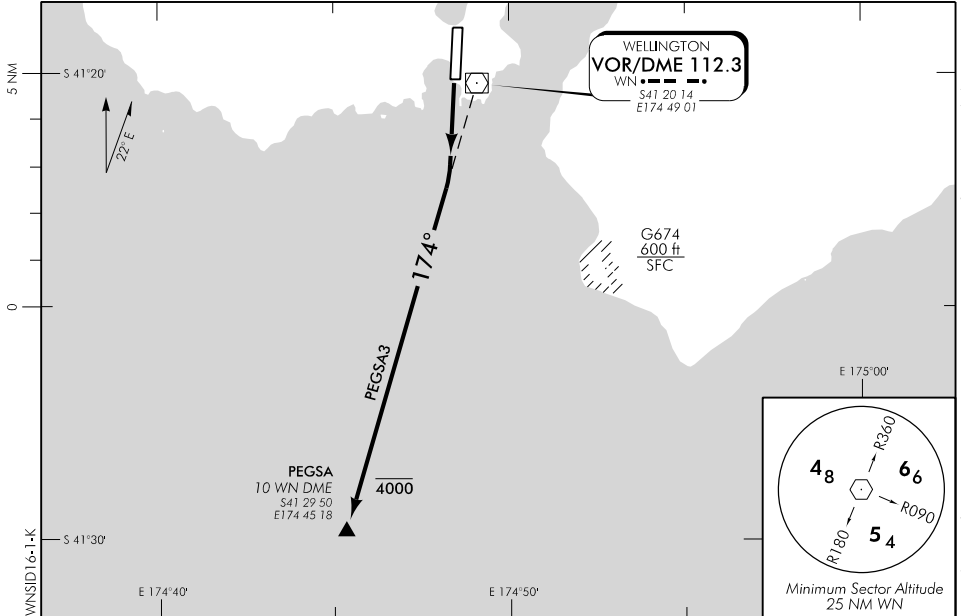 5 NM
S 41°20'
22° E
WELLINGTON
VOR/DME 112.3
WN
S41 20 14
E174 49 01
G674
600 ft
SFC
174°
0
PEGSA3
E 175°00'
PEGSA
10 WN DME
S41 29 50
E174 45 18
4000
R360
4 8
6 6
R090
R180
5 4
S 41°30'
WNSID16-1-K
E 174°40'
E 174°50'
Minimum Sector Altitude
25 NM WN